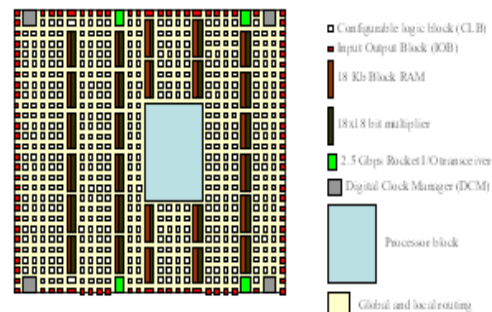 Configurable logic block (CLB)
Input Output Block (IOB)
18 Kb Block RAM
18x18 bit multiplier
2.5 Gbps Rocket I/O transceiver
Digital Clock Manager (DCM)
Processor block
Global and local routing